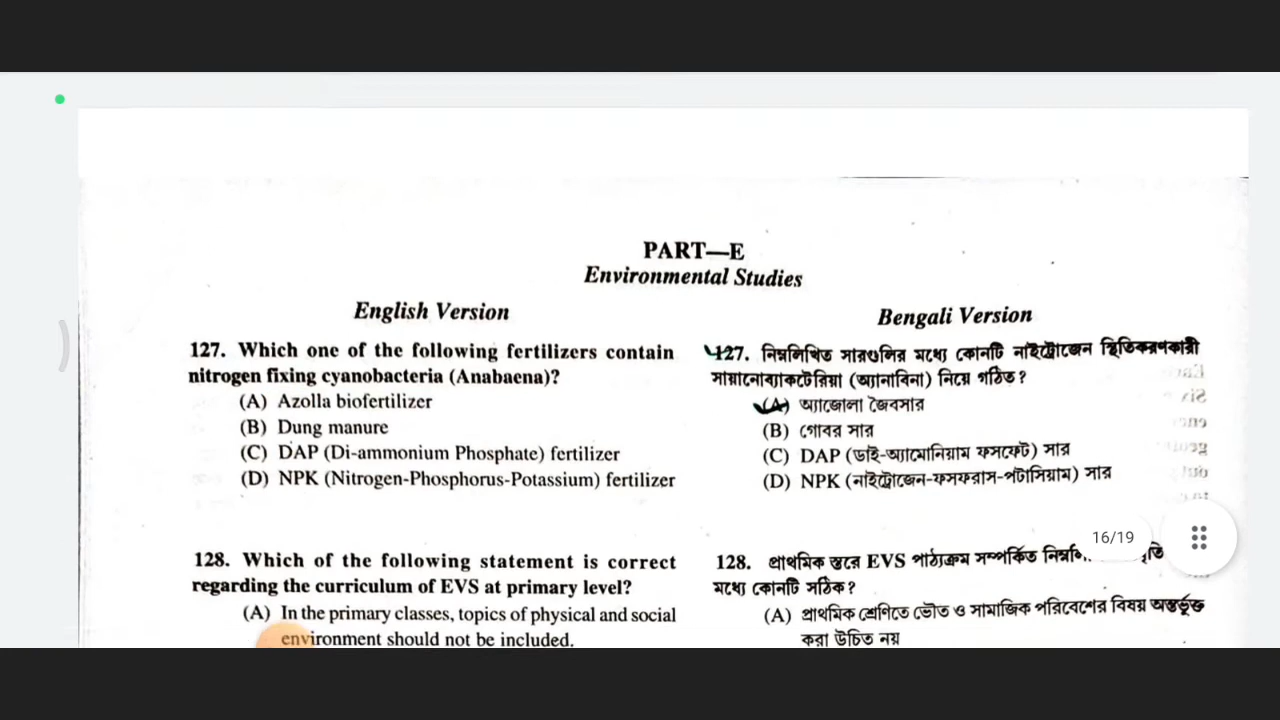 PART—E
Environmental Studies
English Version
127. Which one of the following fertilizers contain
nitrogen fixing cyanobacteria (Anabaena)?
(A) Azolla biofertilizer
(B) Dung manure
(C) DAP (Di-ammonium Phosphate) fertilizer
(D) NPK (Nitrogen-Phosphorus-Potassium) fertilizer
128. Which of the following statement is correct
regarding the curriculum of EVS at primary level?
(A) In the primary classes, topics of physical and social
environment should not be included.
Bengali Version
127. নিম্নলিখিত সারগুলির মধ্যে কোনটি নাইট্রোজেন স্থিতিকরণকারী
সায়ানোব্যাকটেরিয়া (অ্যানাবিনা) নিয়ে গঠিত?
(A) অ্যাজোলা জৈবসার
(B) গোবর সার
(C) DAP (ডাই-অ্যামোনিয়াম ফসফেট) সার
(D) NPK (নাইট্রোজেন-ফসফরাস-পটাসিয়াম) সার
128. প্রাথমিক স্তরে EVS পাঠ্যক্রম সম্পর্কিত
মধ্যে কোনটি সঠিক?
(A) প্রাথমিক শ্রেণিতে ভৌত ও সামাজিক পরিবেশের বিষয় অন্তর্ভূক্ত
করা উচিত নয়
16/19